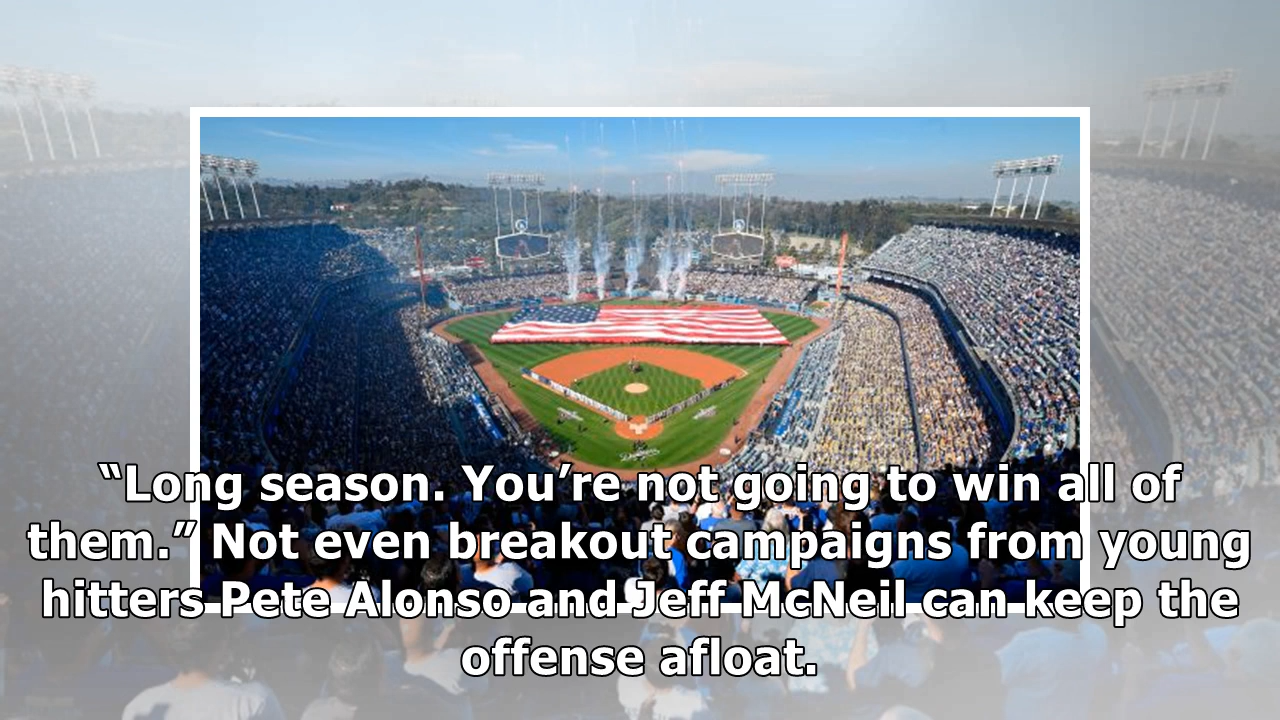 “Long season. You’re not going to win all of
them.” Not even breakout campaigns from young
hitters Pete Alonso and Jeff McNeil can keep the
offense afloat.
Dodgers